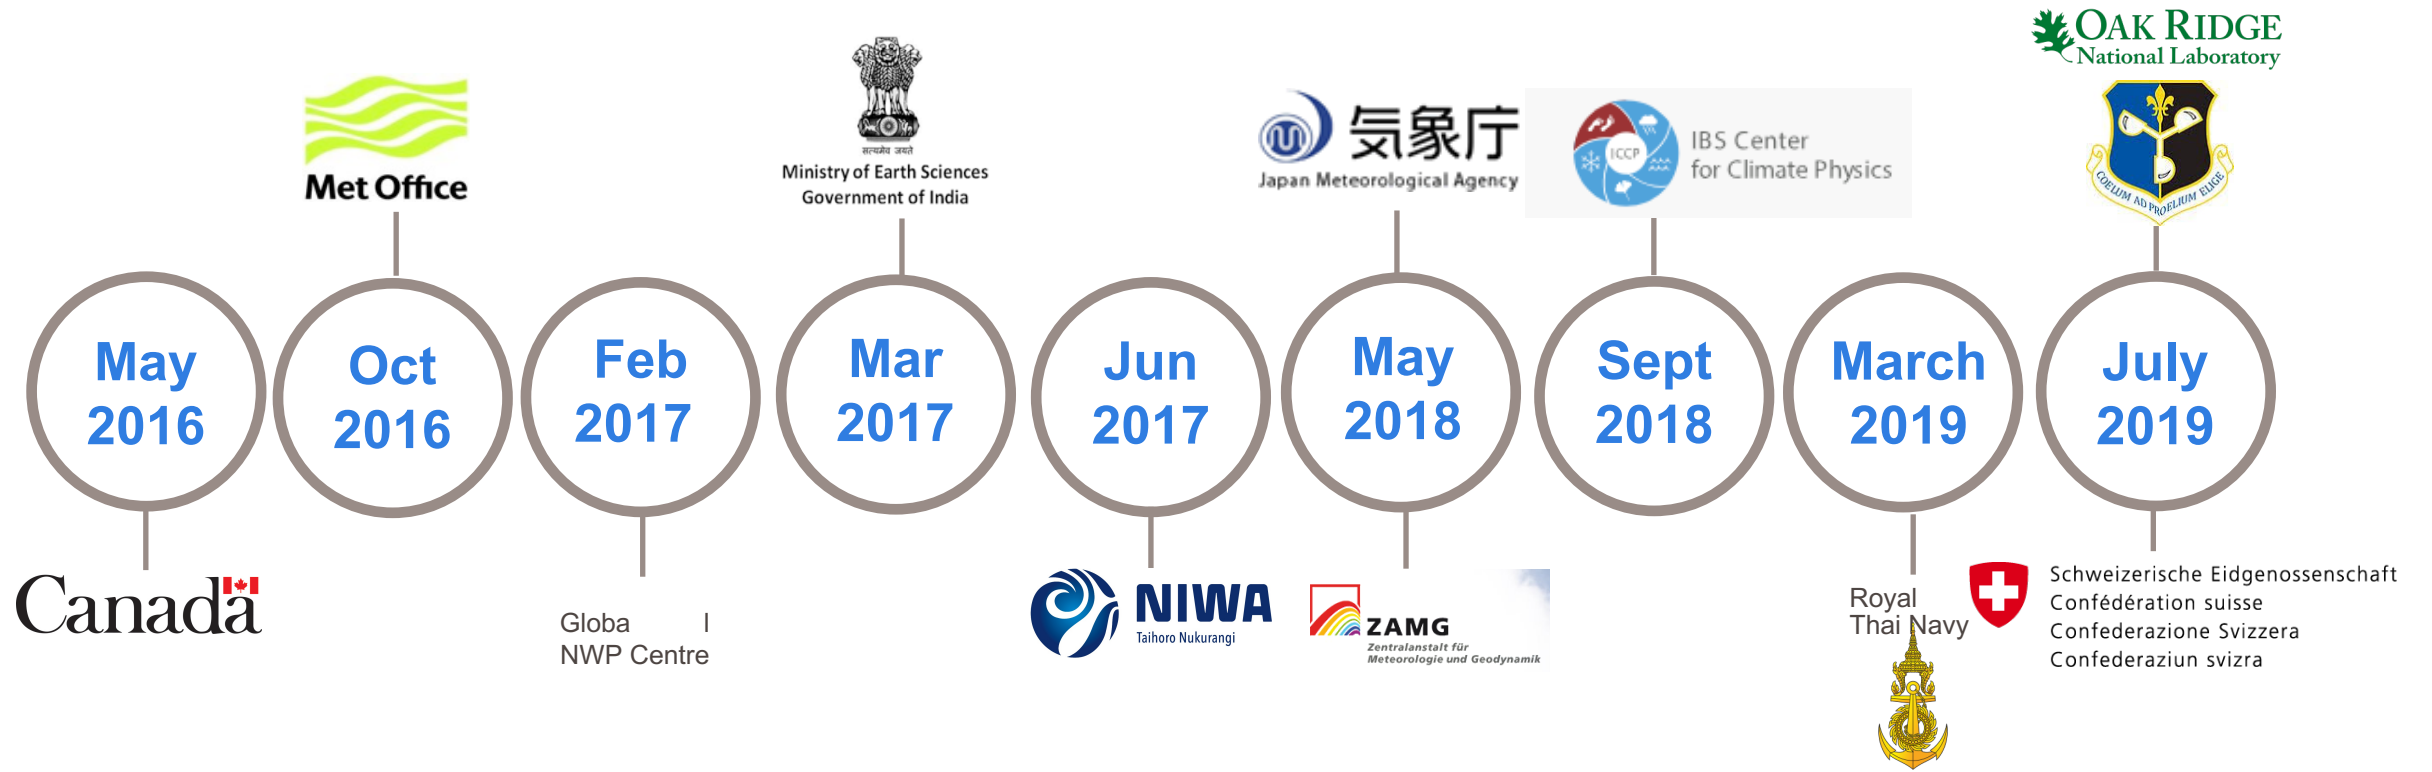 OAK RIDGE
National Laboratory
COELUM AD PROELIUM ELIGE
Met Office
सत्यमेव जयते
Ministry of Earth Sciences
Government of India
気象庁
Japan Meteorological Agency
ICCP
IBS Center
for Climate Physics
May
2016
Oct
2016
Feb
2017
Mar
2017
Jun
2017
May
2018
Sept
2018
March
2019
July
2019
Canada
Globa l
NWP Centre
NIWA
Taihoro Nukurangi
ZAMG
Zentralanstalt für
Meteorologie und Geodynamik
Royal
Thai Navy
Schweizerische Eidgenossenschaft
Confédération suisse
Confederazione Svizzera
Confederaziun svizra